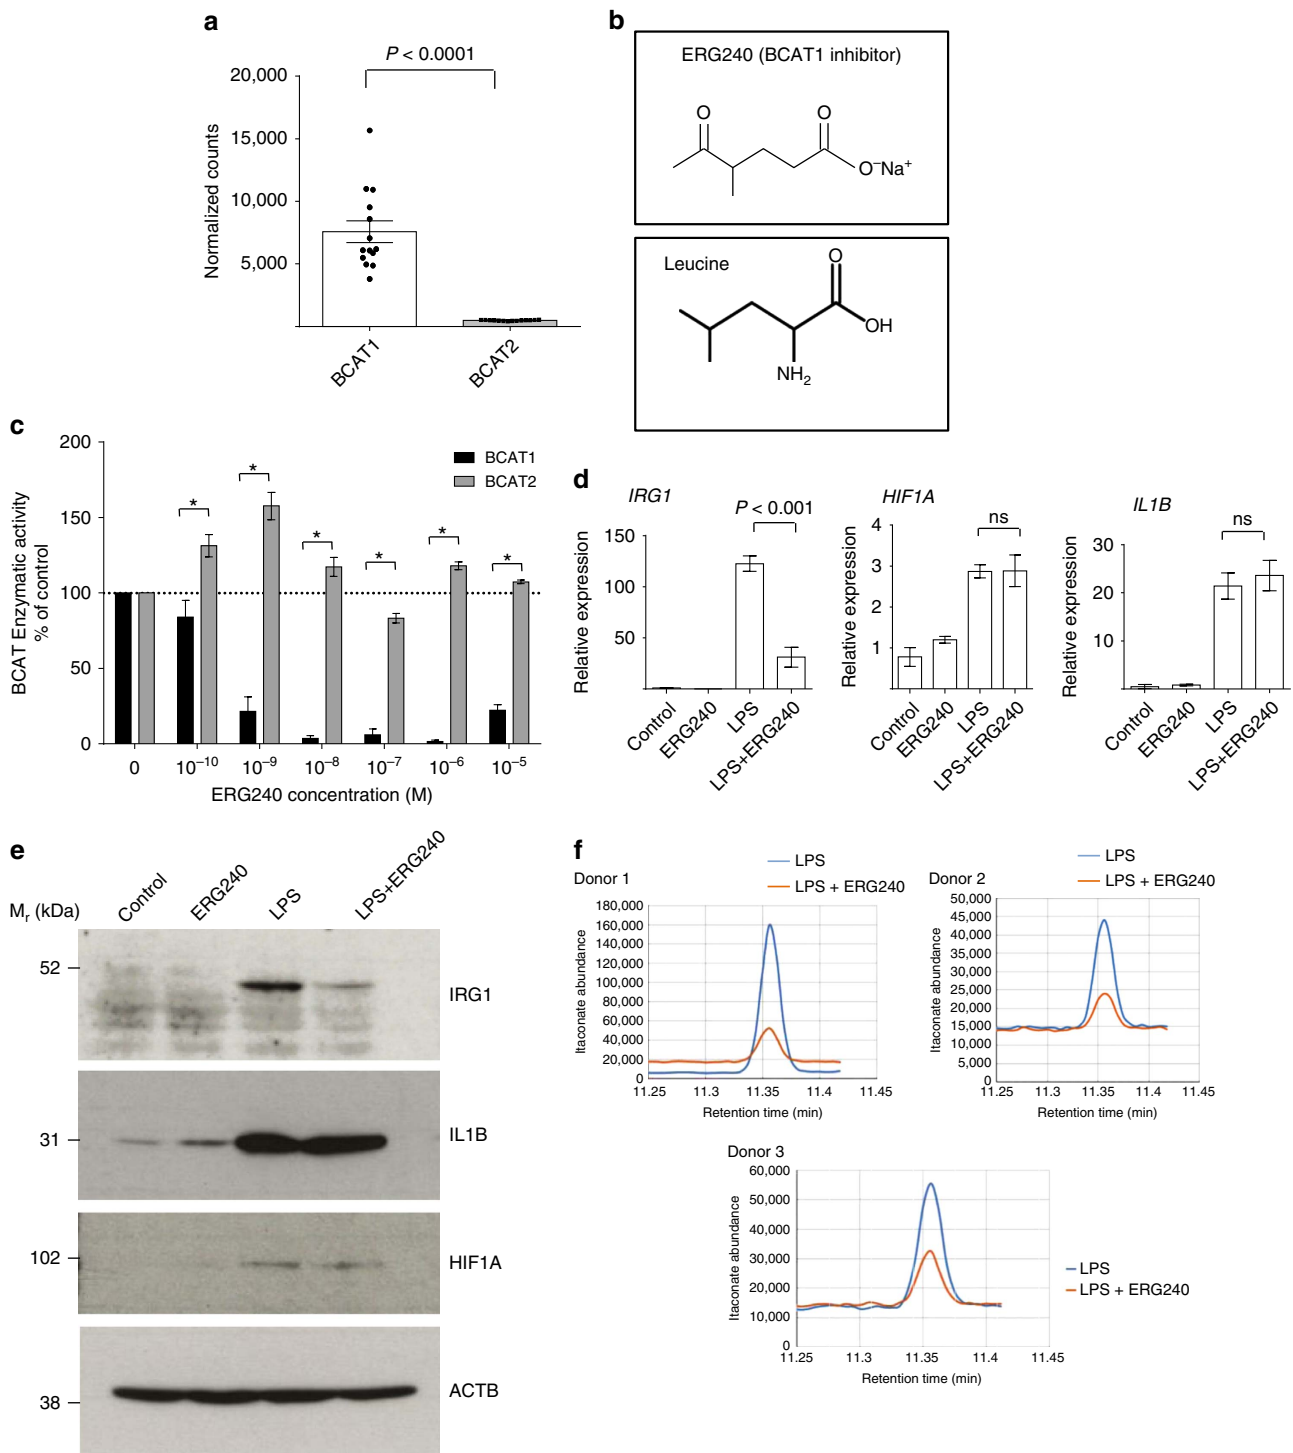 a
P < 0.0001
20,000
15,000
10,000
5,000
Normalized counts
BCAT1
BCAT2
b
ERG240 (BCAT1 inhibitor)
O
O
O⁻Na⁺
Leucine
O
OH
NH₂
c
200
150
100
50
0
BCAT Enzymatic activity
% of control
BCAT1
BCAT2
*
*
*
*
*
*
0
10⁻¹⁰
10⁻⁹
10⁻⁸
10⁻⁷
10⁻⁶
10⁻⁵
ERG240 concentration (M)
d
IRG1
P < 0.001
150
100
50
Relative expression
Control
ERG240
LPS
LPS+ERG240
HIF1A
ns
4
3
2
1
Relative expression
Control
ERG240
LPS
LPS+ERG240
IL1B
ns
30
20
10
Relative expression
Control
ERG240
LPS
LPS+ERG240
e
Control
ERG240
LPS
LPS+ERG240
Mᵣ (kDa)
52
IRG1
31
IL1B
102
HIF1A
38
ACTB
f
Donor 1
LPS
LPS + ERG240
180,000
160,000
140,000
120,000
100,000
80,000
60,000
40,000
20,000
0
Itaconate abundance
11.25
11.3
11.35
11.4
11.45
Retention time (min)
Donor 2
LPS
LPS + ERG240
50,000
45,000
40,000
35,000
30,000
25,000
20,000
15,000
10,000
5,000
0
Itaconate abundance
11.25
11.3
11.35
11.4
11.45
Retention time (min)
Donor 3
60,000
50,000
40,000
30,000
20,000
10,000
0
Itaconate abundance
LPS
LPS + ERG240
11.25
11.3
11.35
11.4
11.45
Retention time (min)